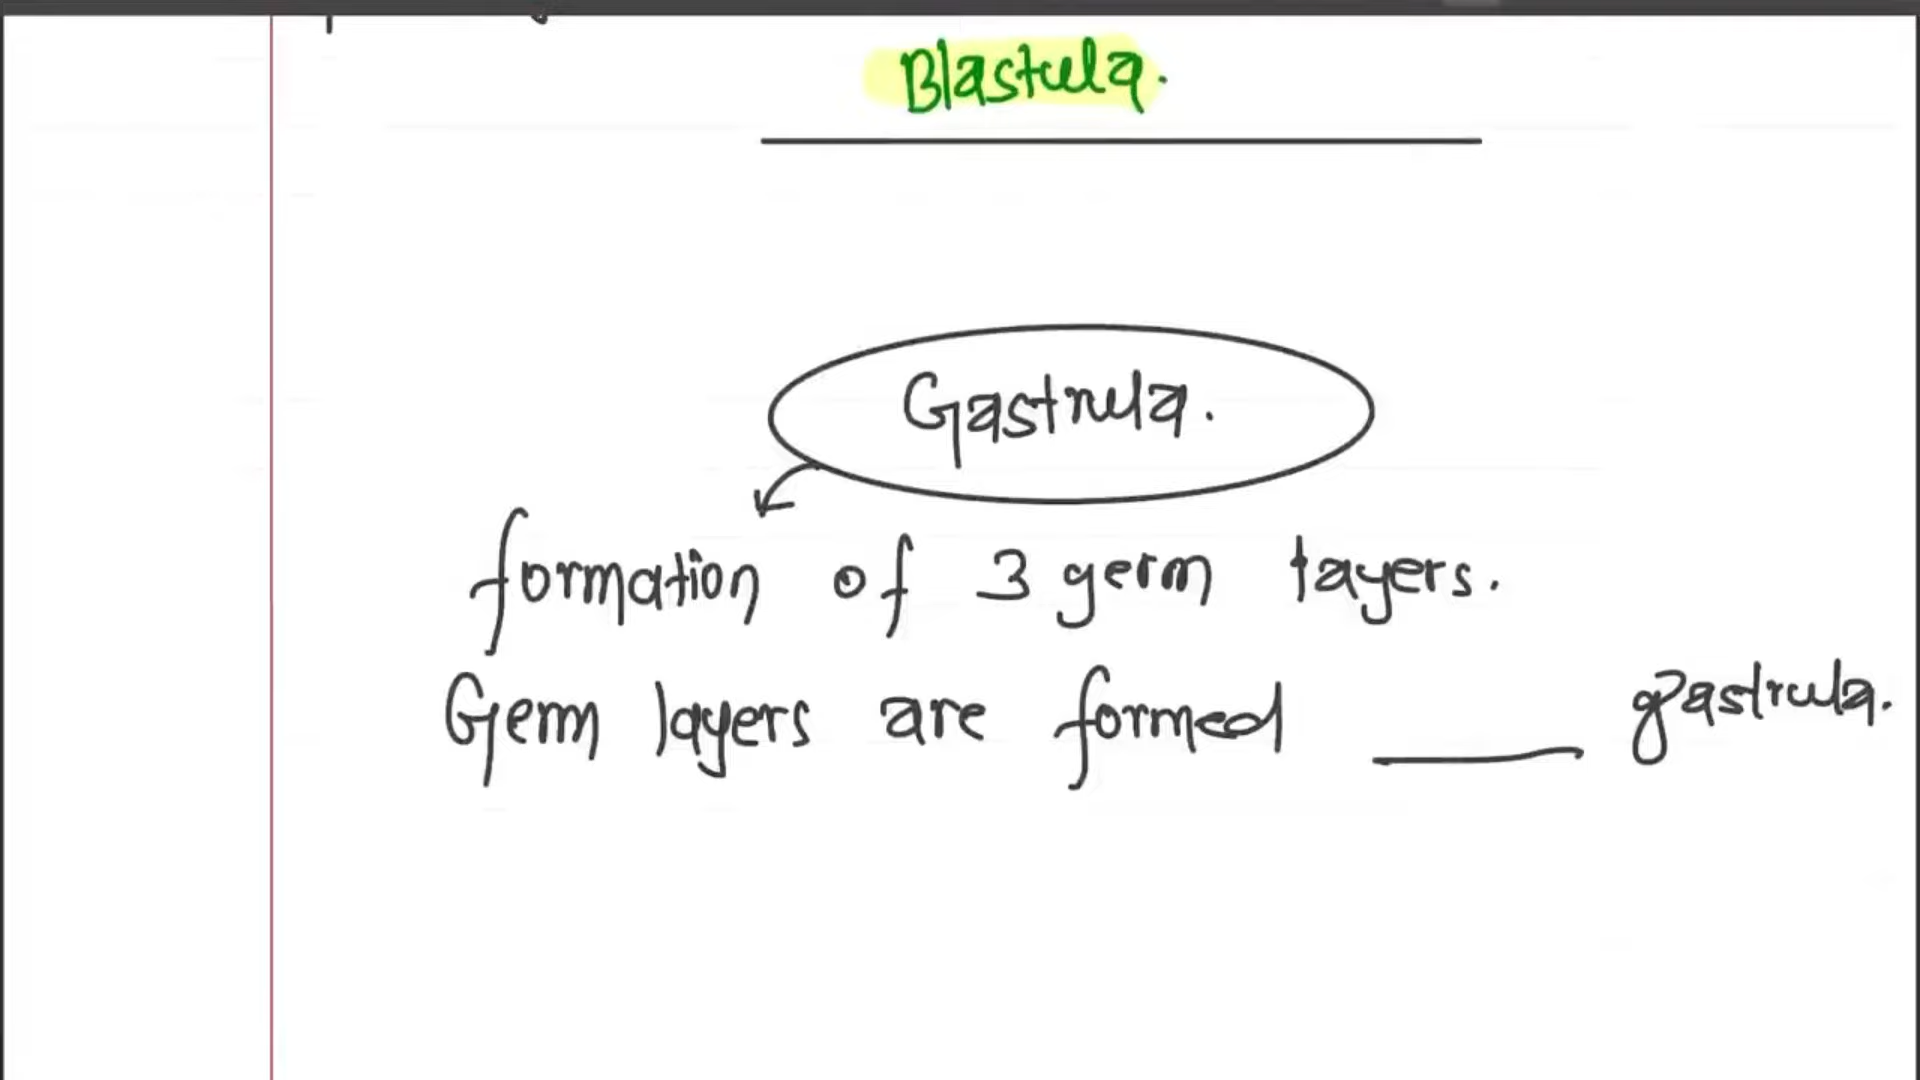 Blastula.
Gastrula.
formation of 3 germ layers.
Germ layers are formed ____ gastrula.